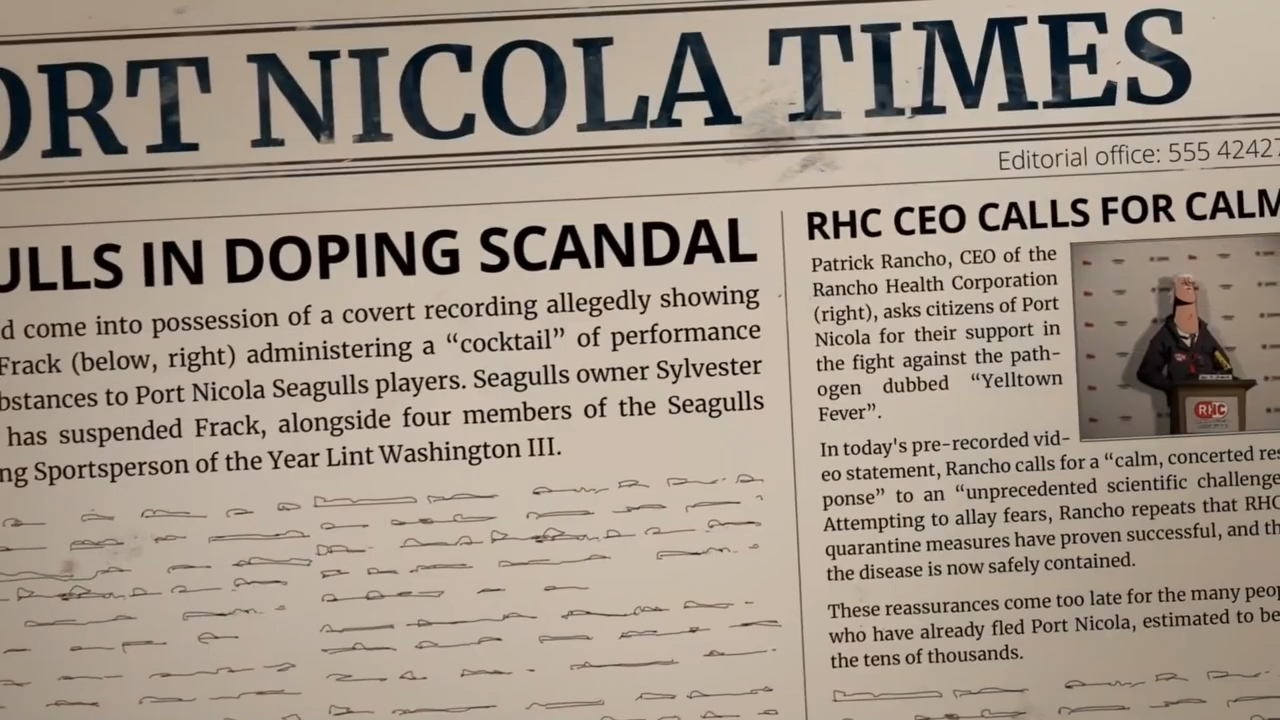 ORT NICOLA TIMES
Editorial office: 555 42427
ULLS IN DOPING SCANDAL
d come into possession of a covert recording allegedly showing
Frack (below, right) administering a “cocktail” of performance
bstances to Port Nicola Seagulls players. Seagulls owner Sylvester
has suspended Frack, alongside four members of the Seagulls
ng Sportsperson of the Year Lint Washington III.
RHC CEO CALLS FOR CALM
Patrick Rancho, CEO of the
Rancho Health Corporation
(right), asks citizens of Port
Nicola for their support in
the fight against the path-
ogen dubbed “Yelltown
Fever”.
RHC
In today's pre-recorded vid-
eo statement, Rancho calls for a “calm, concerted res
ponse” to an “unprecedented scientific challenge
Attempting to allay fears, Rancho repeats that RHC
quarantine measures have proven successful, and th
the disease is now safely contained.
These reassurances come too late for the many peop
who have already fled Port Nicola, estimated to be
the tens of thousands.